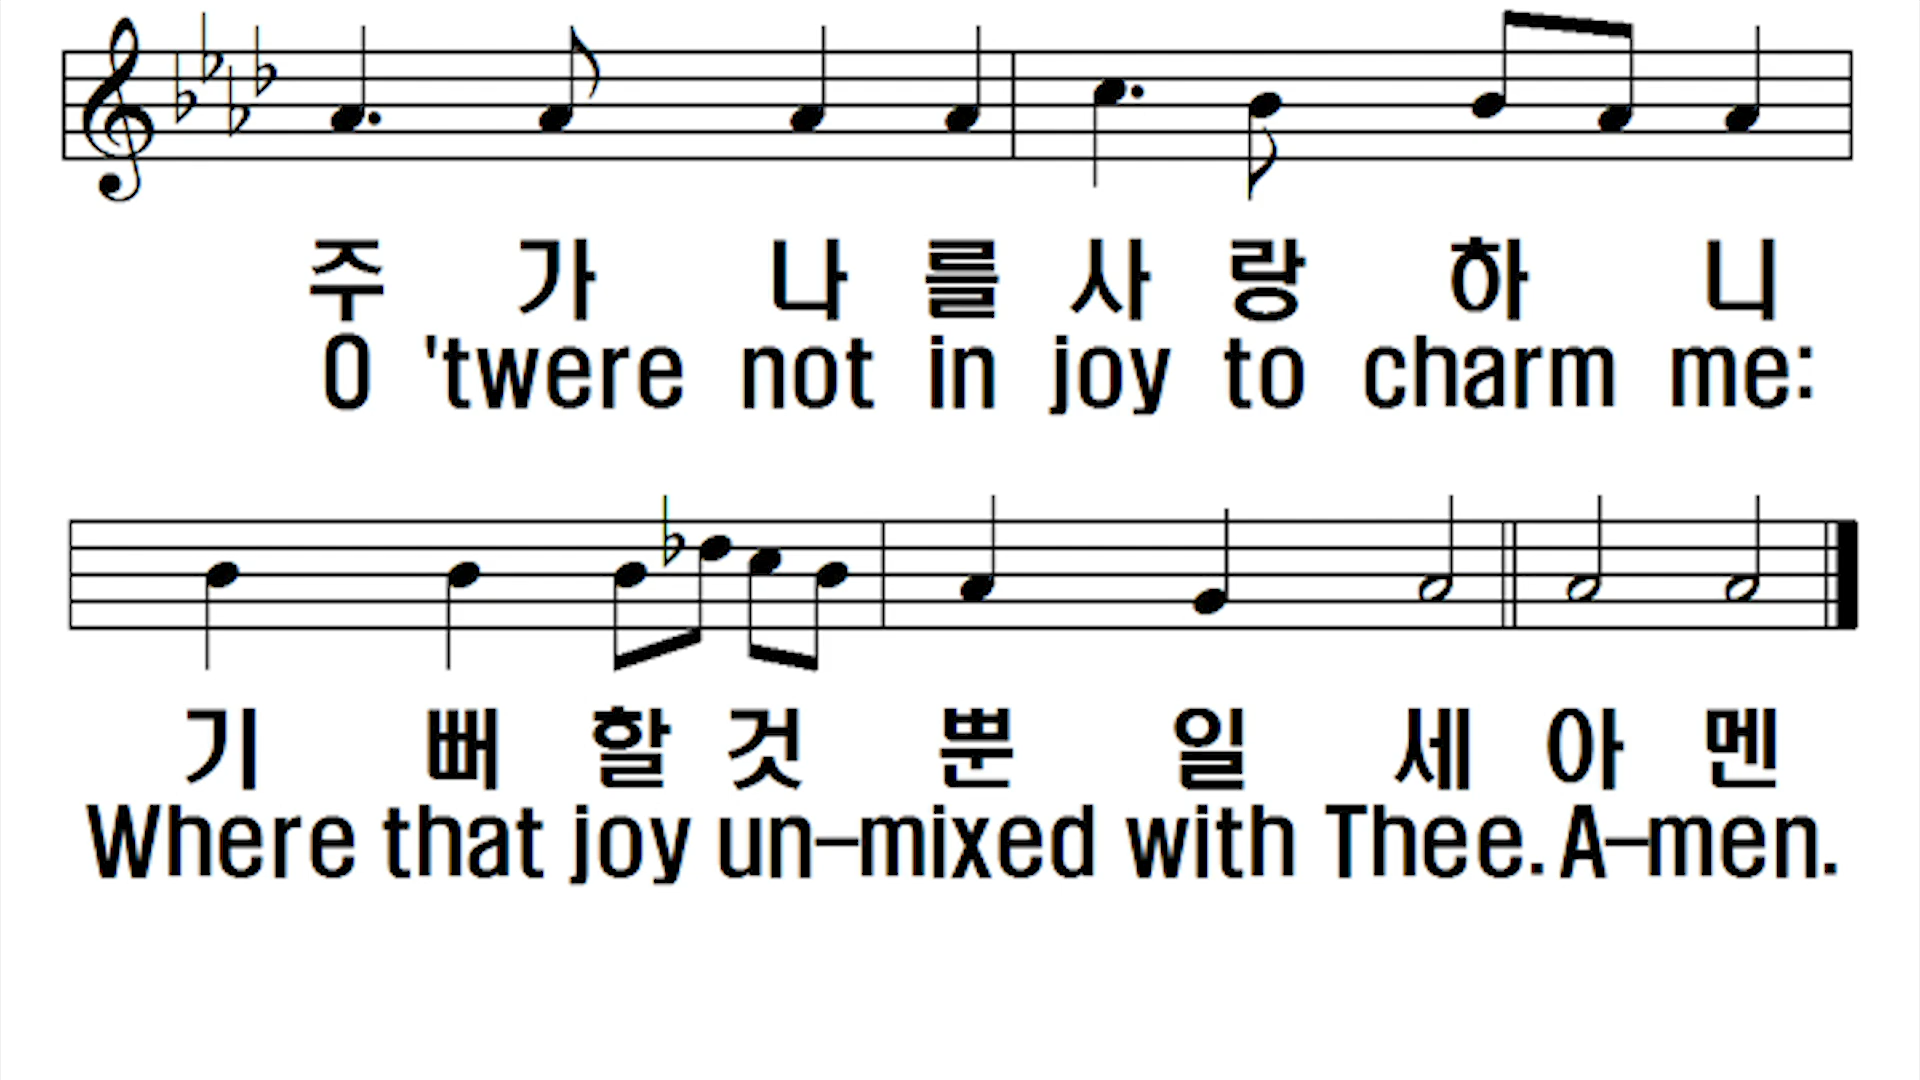 주 가 나 를 사 랑 하 니
O 'twere not in joy to charm me:
기 뻐 할 것 뿐 일 세 아 멘
Where that joy un-mixed with Thee. A-men.